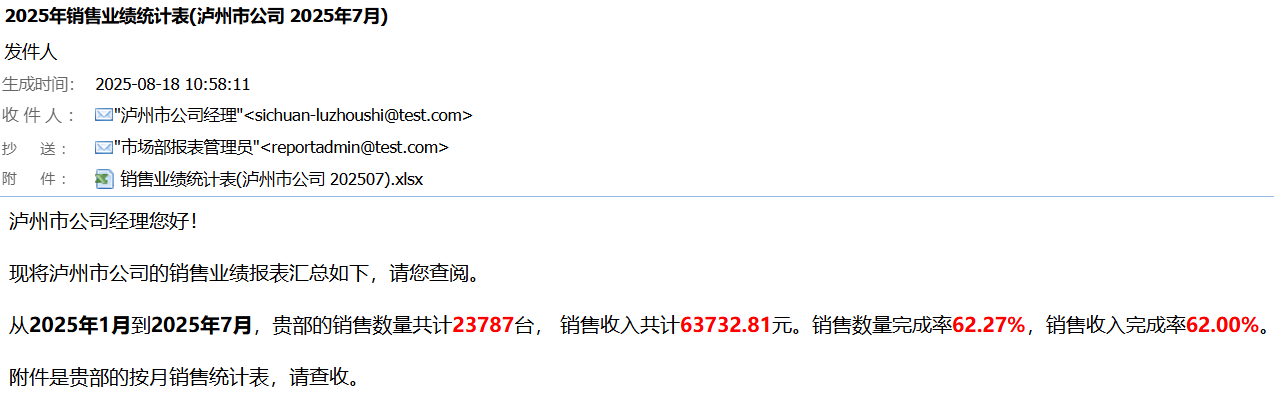 2025年销售业绩统计表(泸州市公司 2025年7月)
发件人
生成时间： 2025-08-18 10:58:11
收 件 人： "泸州市公司经理"<sichuan-luzhoushi@test.com>
抄 送： "市场部报表管理员"<reportadmin@test.com>
附 件： 销售业绩统计表(泸州市公司 202507).xlsx
泸州市公司经理您好！
现将泸州市公司的销售业绩报表汇总如下，请您查阅。
从2025年1月到2025年7月，贵部的销售数量共计23787台， 销售收入共计63732.81元。销售数量完成率62.27%，销售收入完成率62.00%。
附件是贵部的按月销售统计表，请查收。